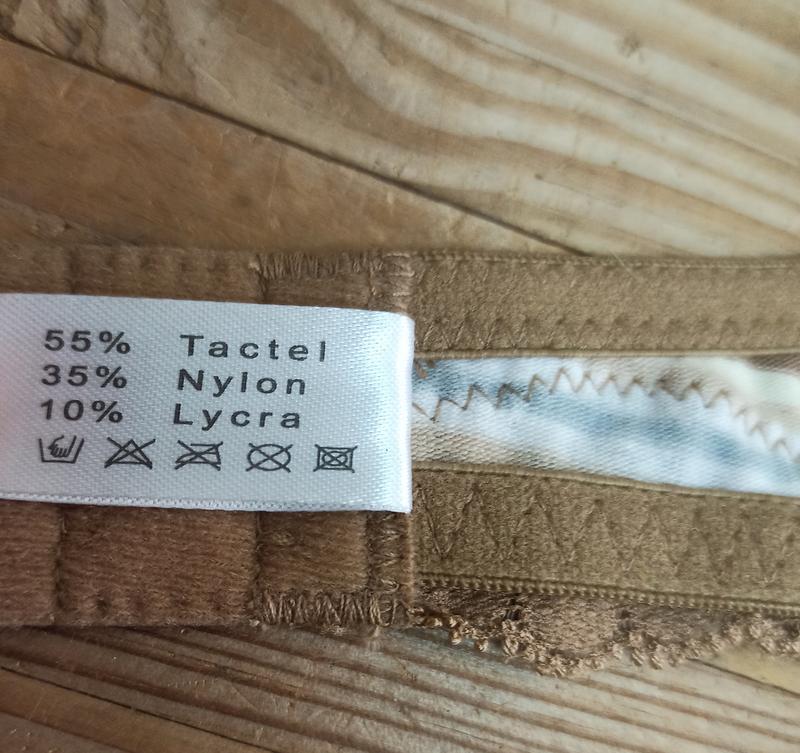 55% Tactel
35% Nylon
10% Lycra